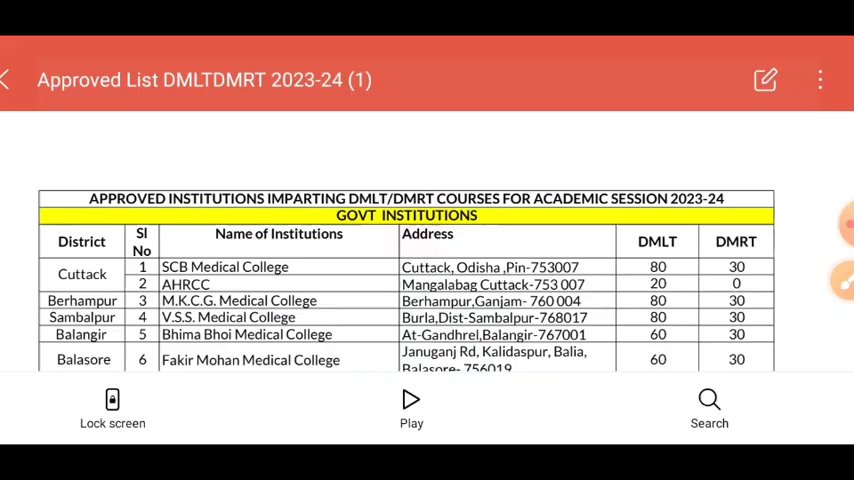 Approved List DMLTDMRT 2023-24 (1)
APPROVED INSTITUTIONS IMPARTING DMLT/DMRT COURSES FOR ACADEMIC SESSION 2023-24
GOVT INSTITUTIONS
District Sl No Name of Institutions Address DMLT DMRT
Cuttack 1 SCB Medical College Cuttack, Odisha ,Pin-753007 80 30
2 AHRCC Mangalabag Cuttack-753 007 20 0
Berhampur 3 M.K.C.G. Medical College Berhampur,Ganjam- 760 004 80 30
Sambalpur 4 V.S.S. Medical College Burla,Dist-Sambalpur-768017 80 30
Balangir 5 Bhima Bhoi Medical College At-Gandhrel,Balangir-767001 60 30
Balasore 6 Fakir Mohan Medical College Januganj Rd, Kalidaspur, Balia, 60 30
Balasore- 756019
Lock screen Play Search